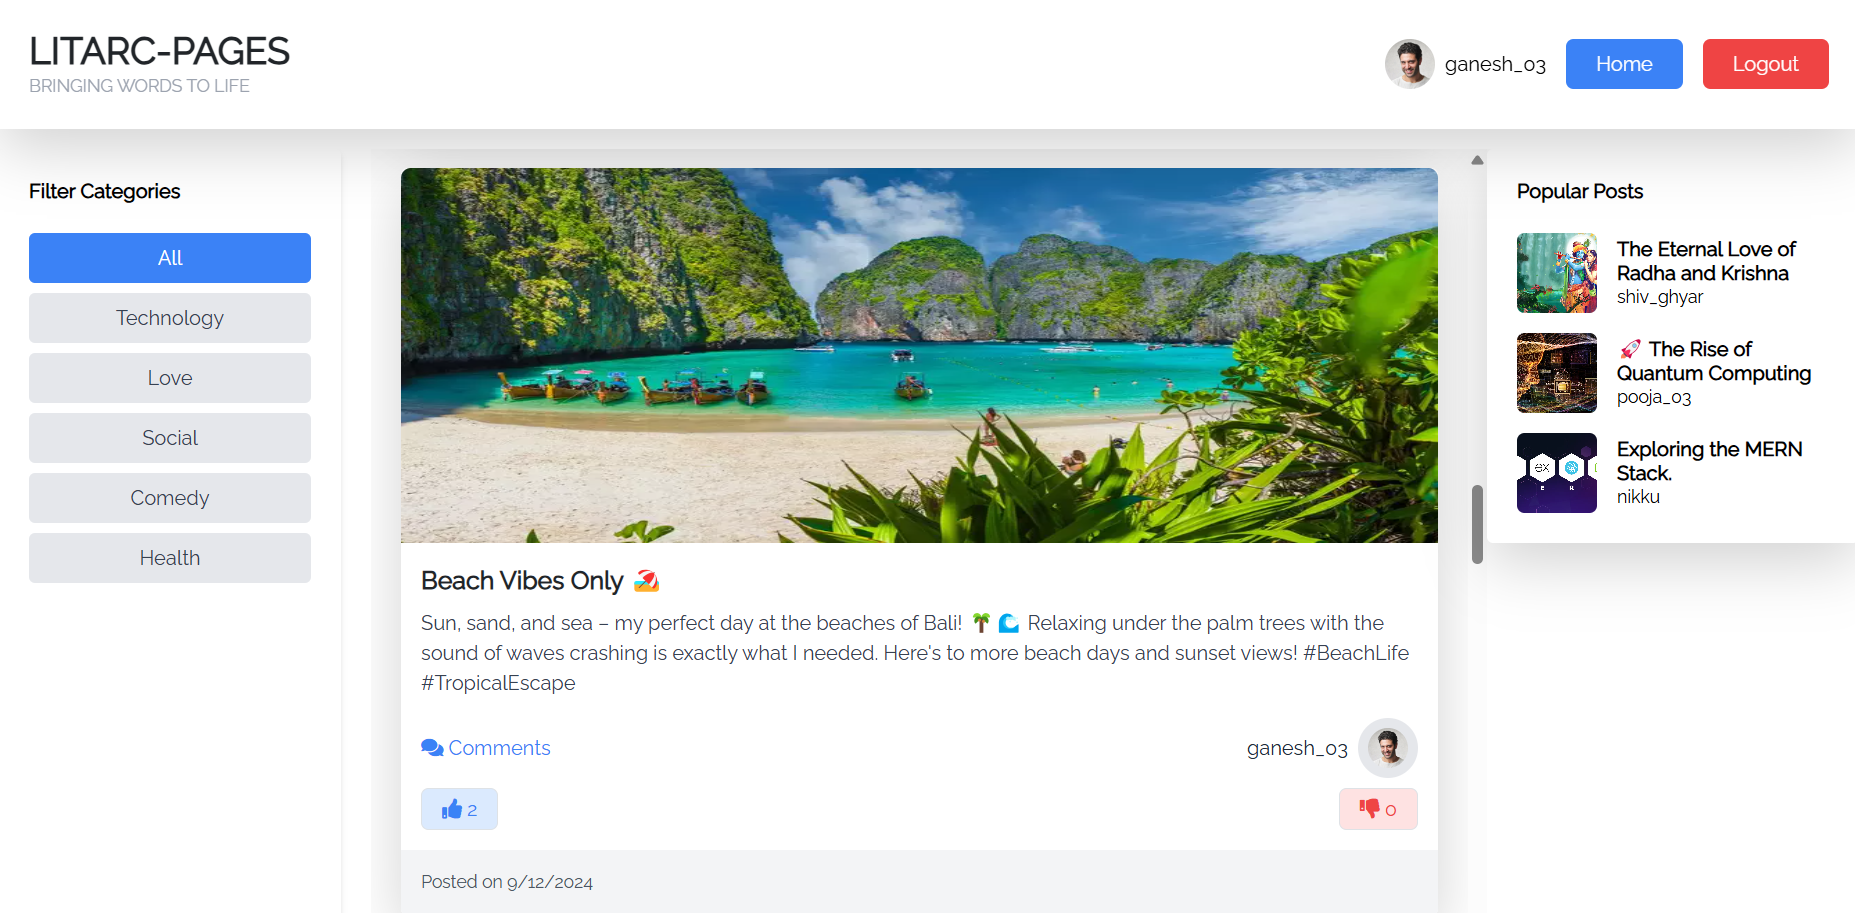 LITARC-PAGES
BRINGING WORDS TO LIFE
ganesh_03
Home
Logout
Filter Categories
All
Technology
Love
Social
Comedy
Health
Beach Vibes Only 🏖️
Sun, sand, and sea – my perfect day at the beaches of Bali! 🌴 🌊 Relaxing under the palm trees with the
sound of waves crashing is exactly what I needed. Here's to more beach days and sunset views! #BeachLife
#TropicalEscape
Comments
ganesh_03
2
0
Posted on 9/12/2024
Popular Posts
The Eternal Love of
Radha and Krishna
shiv_ghyar
🚀 The Rise of
Quantum Computing
pooja_03
Exploring the MERN
Stack.
nikku
ex
E